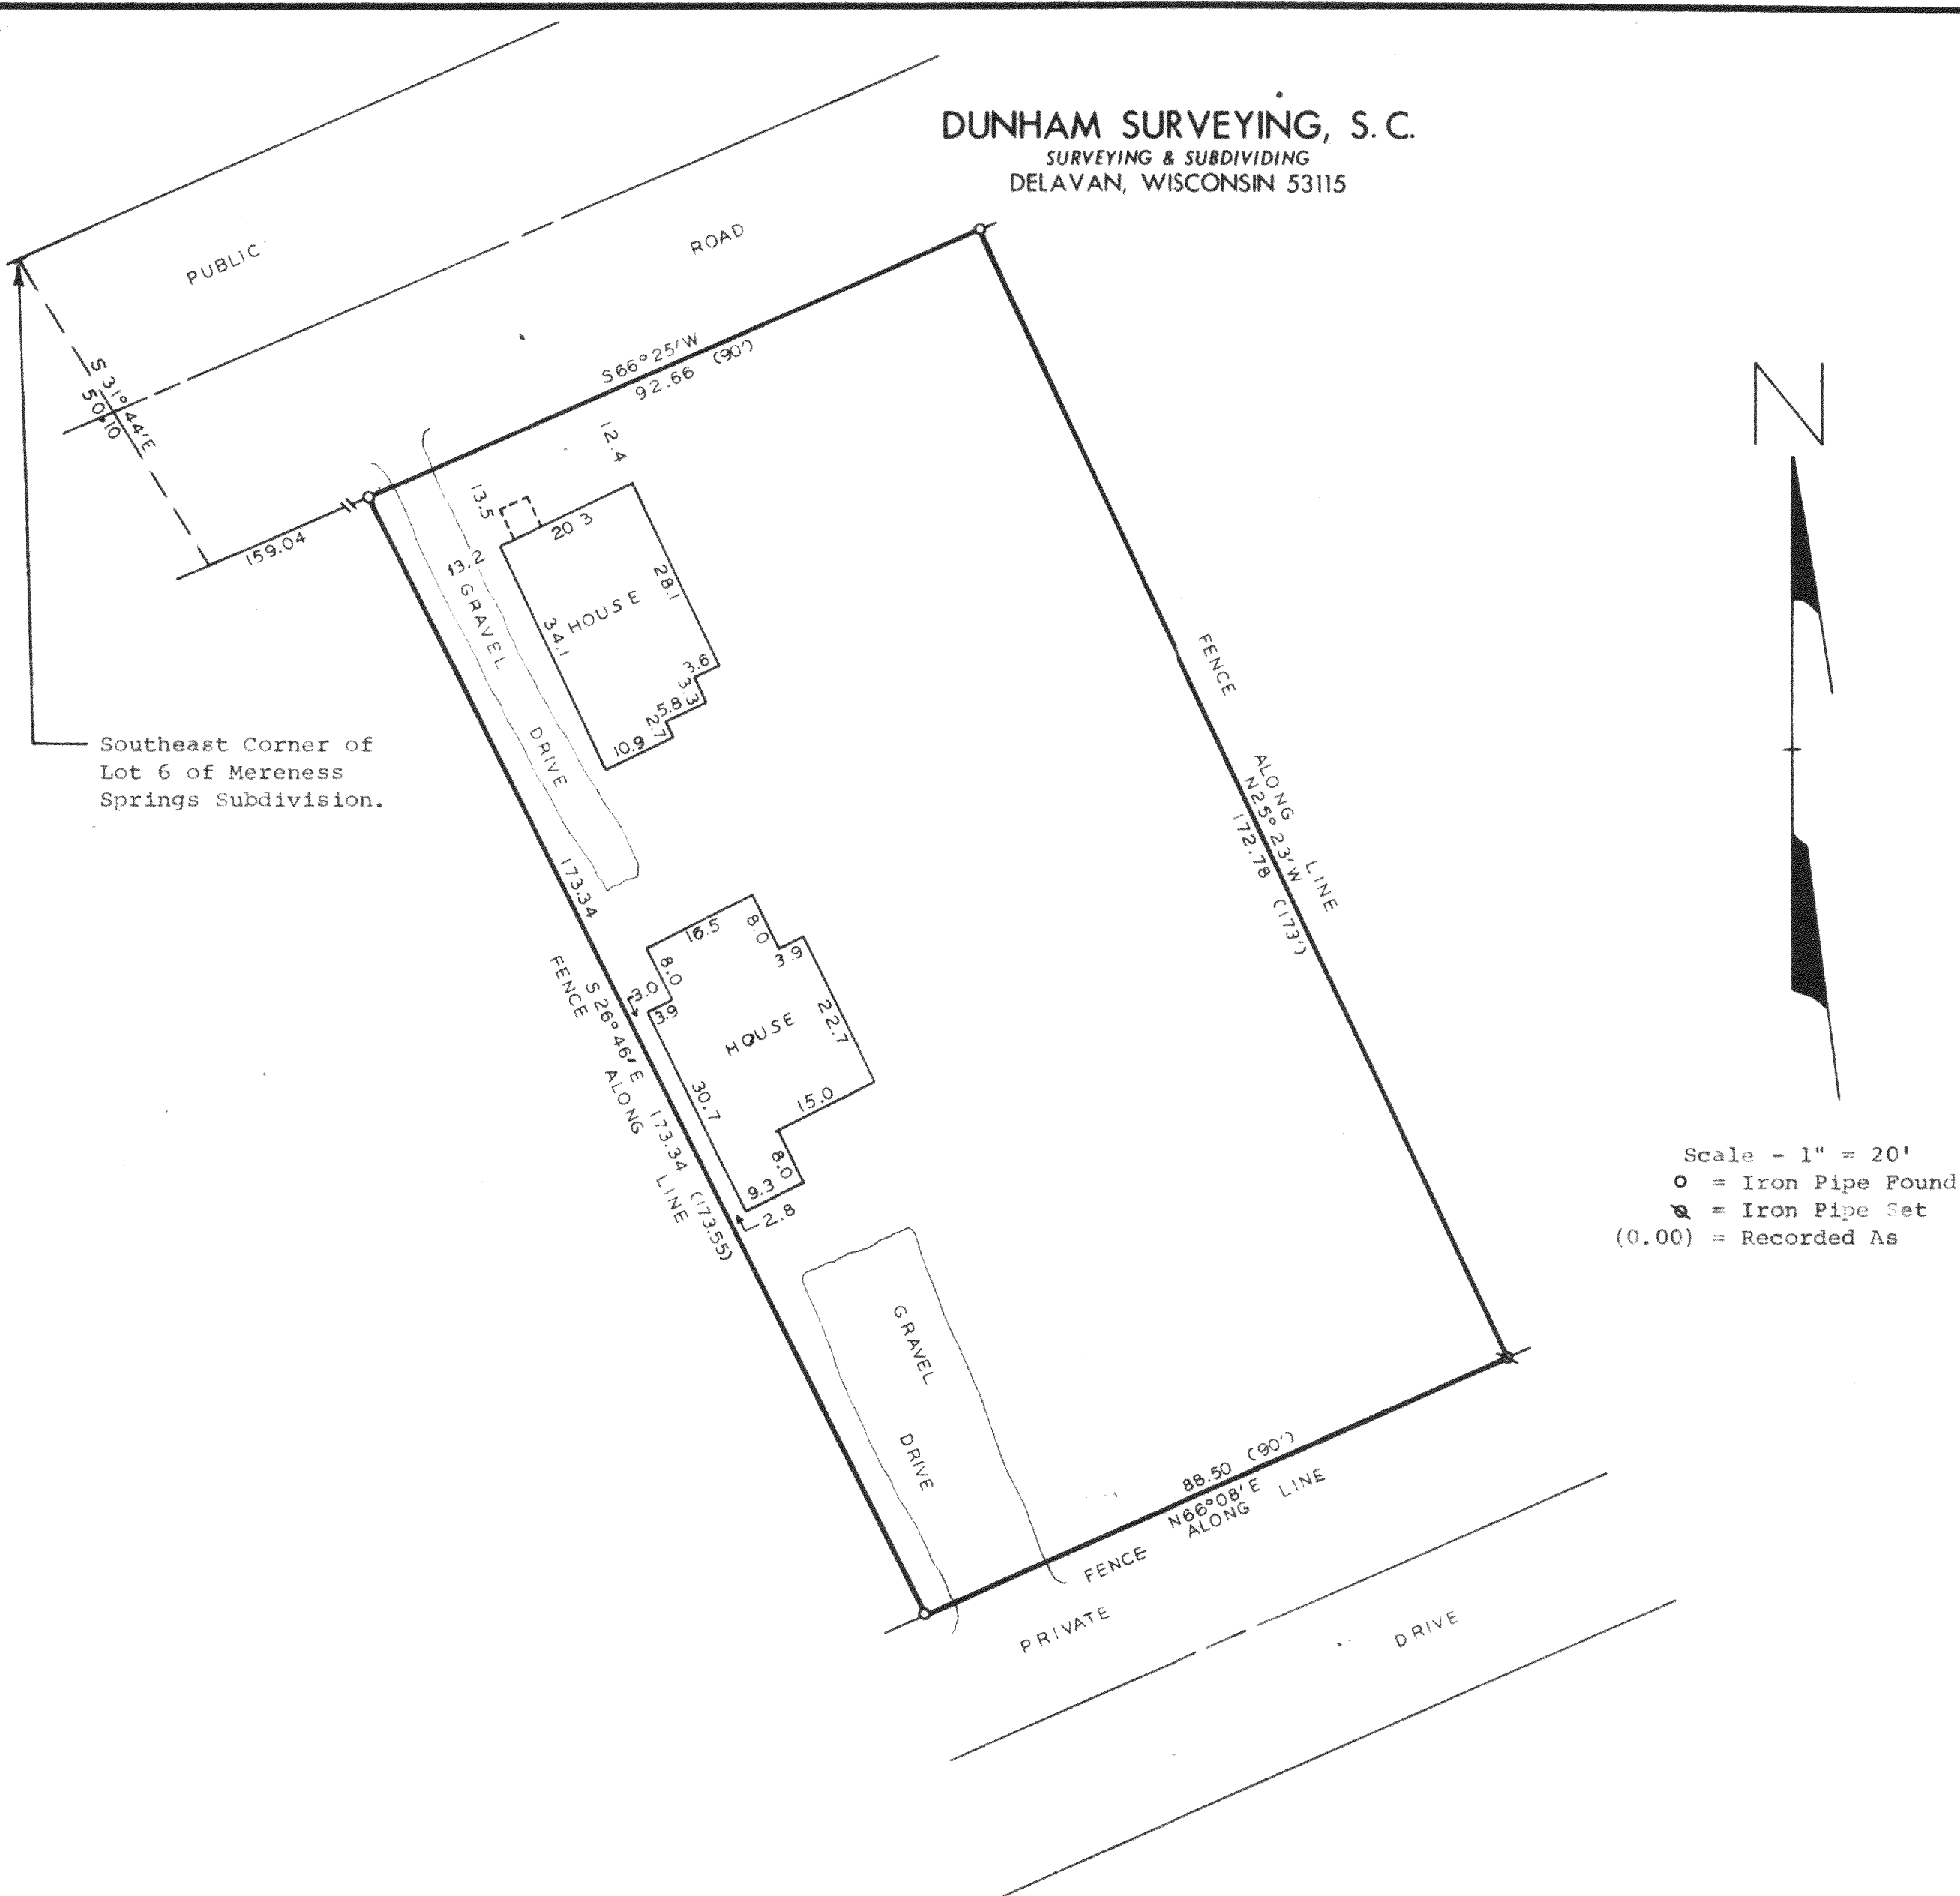 DUNHAM SURVEYING, S. C.
SURVEYING & SUBDIVIDING
DELAVAN, WISCONSIN 53115
PUBLIC ROAD
S 31° 44' E
50.10
159.04
S66° 25' W
92.66 (90')
12.4
13.5
20.3
13.2
GRAVEL DRIVE
HOUSE
34.1
28.1
3.6
3.3
5.8
2.7
10.9
Southeast Corner of
Lot 6 of Mereness
Springs Subdivision.
N
FENCE ALONG LINE
N25° 23' W
172.78 (173')
173.34
FENCE ALONG LINE
S 26° 46' E 173.34 (173.55)
16.5
8.0
8.0
3.9
3.0
3.9
HOUSE
22.7
30.7
15.0
8.0
9.3
2.8
GRAVEL
DRIVE
Scale - 1" = 20'
o = Iron Pipe Found
= Iron Pipe Set
(0.00) = Recorded As
88.50 (90')
N66°08' E
FENCE ALONG LINE
PRIVATE DRIVE